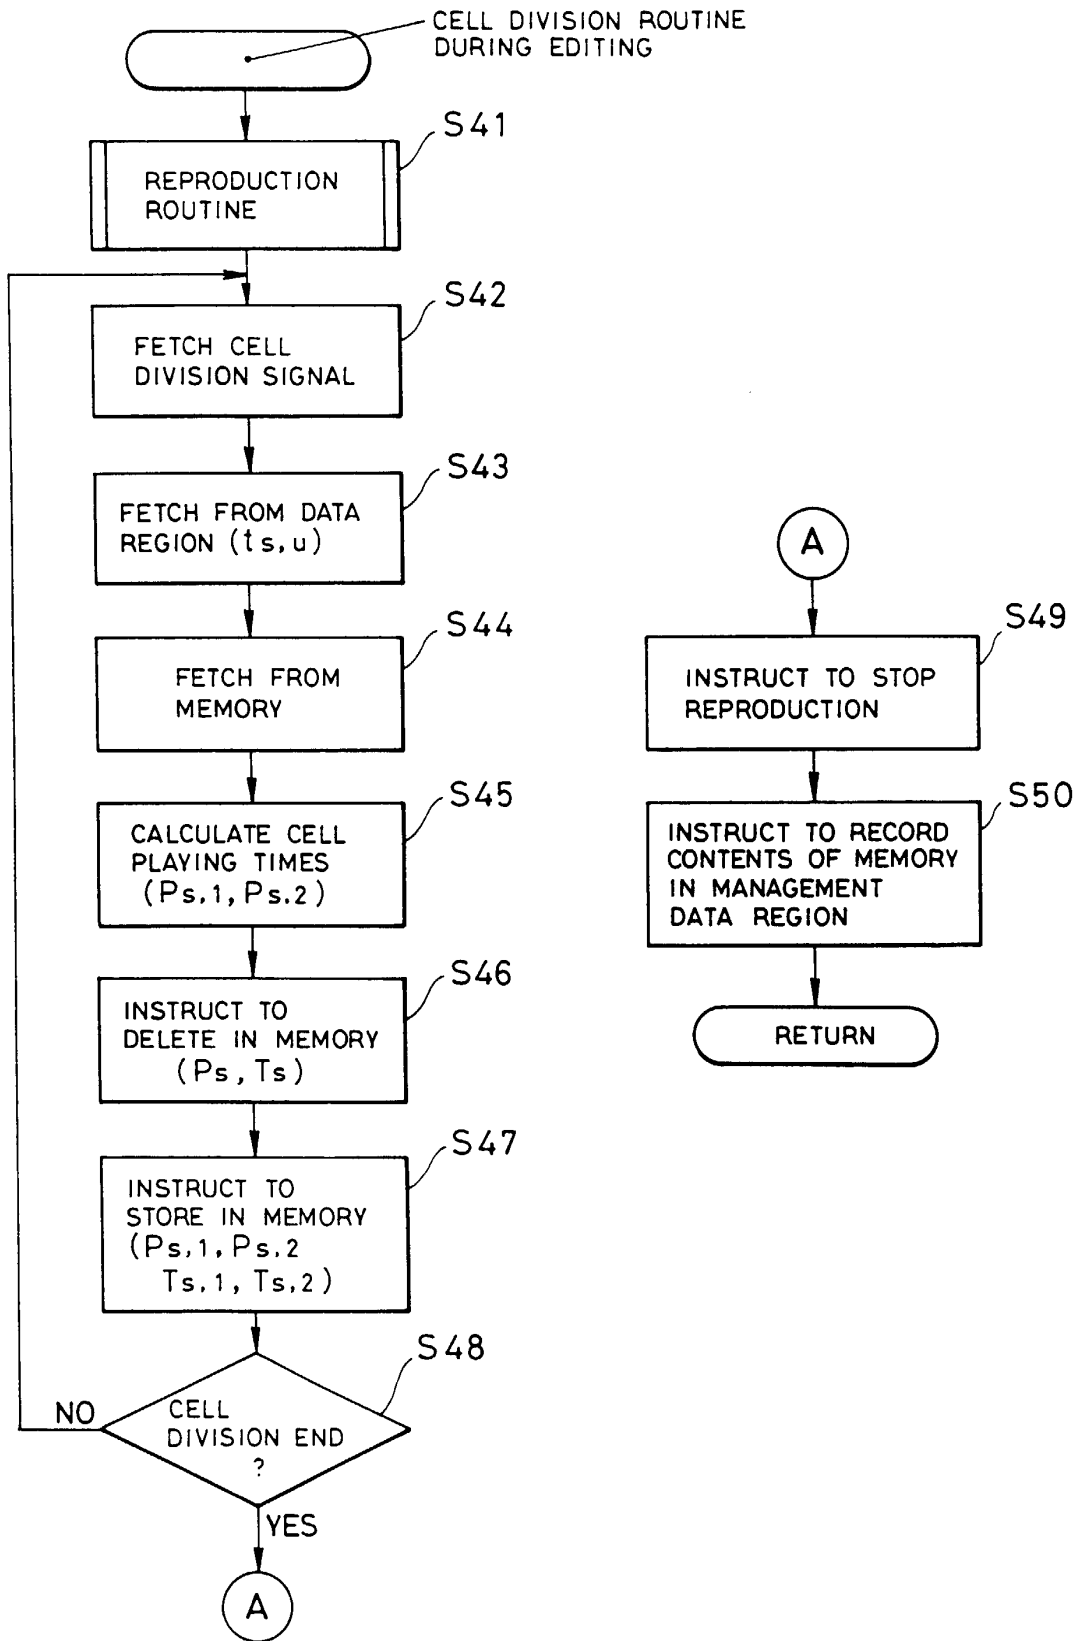 CELL DIVISION ROUTINE
DURING EDITING
S41
REPRODUCTION
ROUTINE
S42
FETCH CELL
DIVISION SIGNAL
S43
FETCH FROM DATA
REGION (ts,u)
S44
FETCH FROM
MEMORY
S45
CALCULATE CELL
PLAYING TIMES
(Ps.1, Ps.2)
S46
INSTRUCT TO
DELETE IN MEMORY
(Ps, Ts)
S47
INSTRUCT TO
STORE IN MEMORY
(Ps.1, Ps.2
Ts.1, Ts.2)
S48
CELL
DIVISION END
?
NO
YES
A
A
S49
INSTRUCT TO STOP
REPRODUCTION
S50
INSTRUCT TO RECORD
CONTENTS OF MEMORY
IN MANAGEMENT
DATA REGION
RETURN